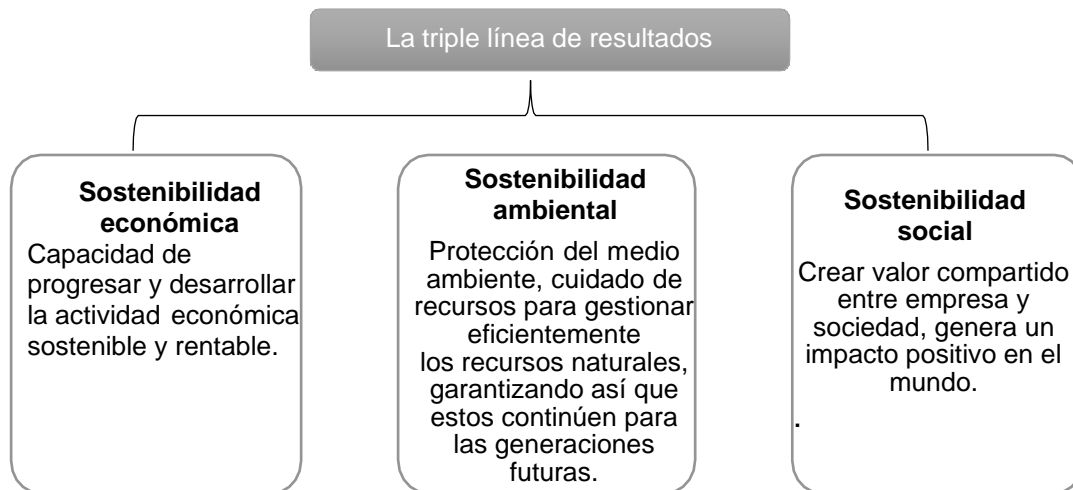 La triple línea de resultados
Sostenibilidad
económica
Capacidad de
progresar y desarrollar
la actividad económica
sostenible y rentable.
Sostenibilidad
ambiental
Protección del medio
ambiente, cuidado de
recursos para gestionar
eficientemente
los recursos naturales,
garantizando así que
estos continúen para
las generaciones
futuras.
Sostenibilidad
social
Crear valor compartido
entre empresa y
sociedad, genera un
impacto positivo en el
mundo.
.